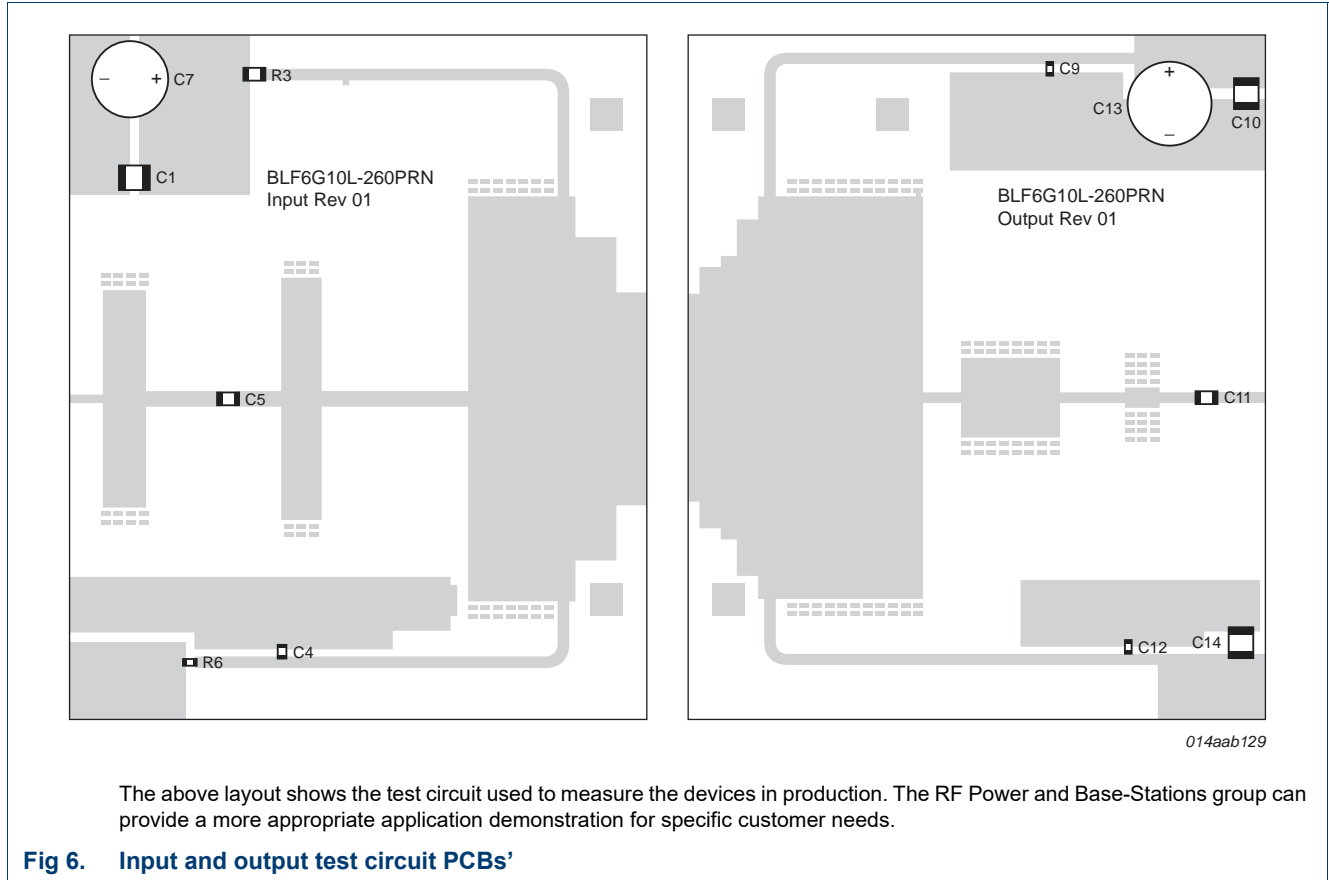 − + C7
R3
C1
BLF6G10L-260PRN
Input Rev 01
C5
C4
R6
C9
+
C13
−
C10
BLF6G10L-260PRN
Output Rev 01
C11
C12
C14
014aab129
The above layout shows the test circuit used to measure the devices in production. The RF Power and Base-Stations group can
provide a more appropriate application demonstration for specific customer needs.
Fig 6. Input and output test circuit PCBs’